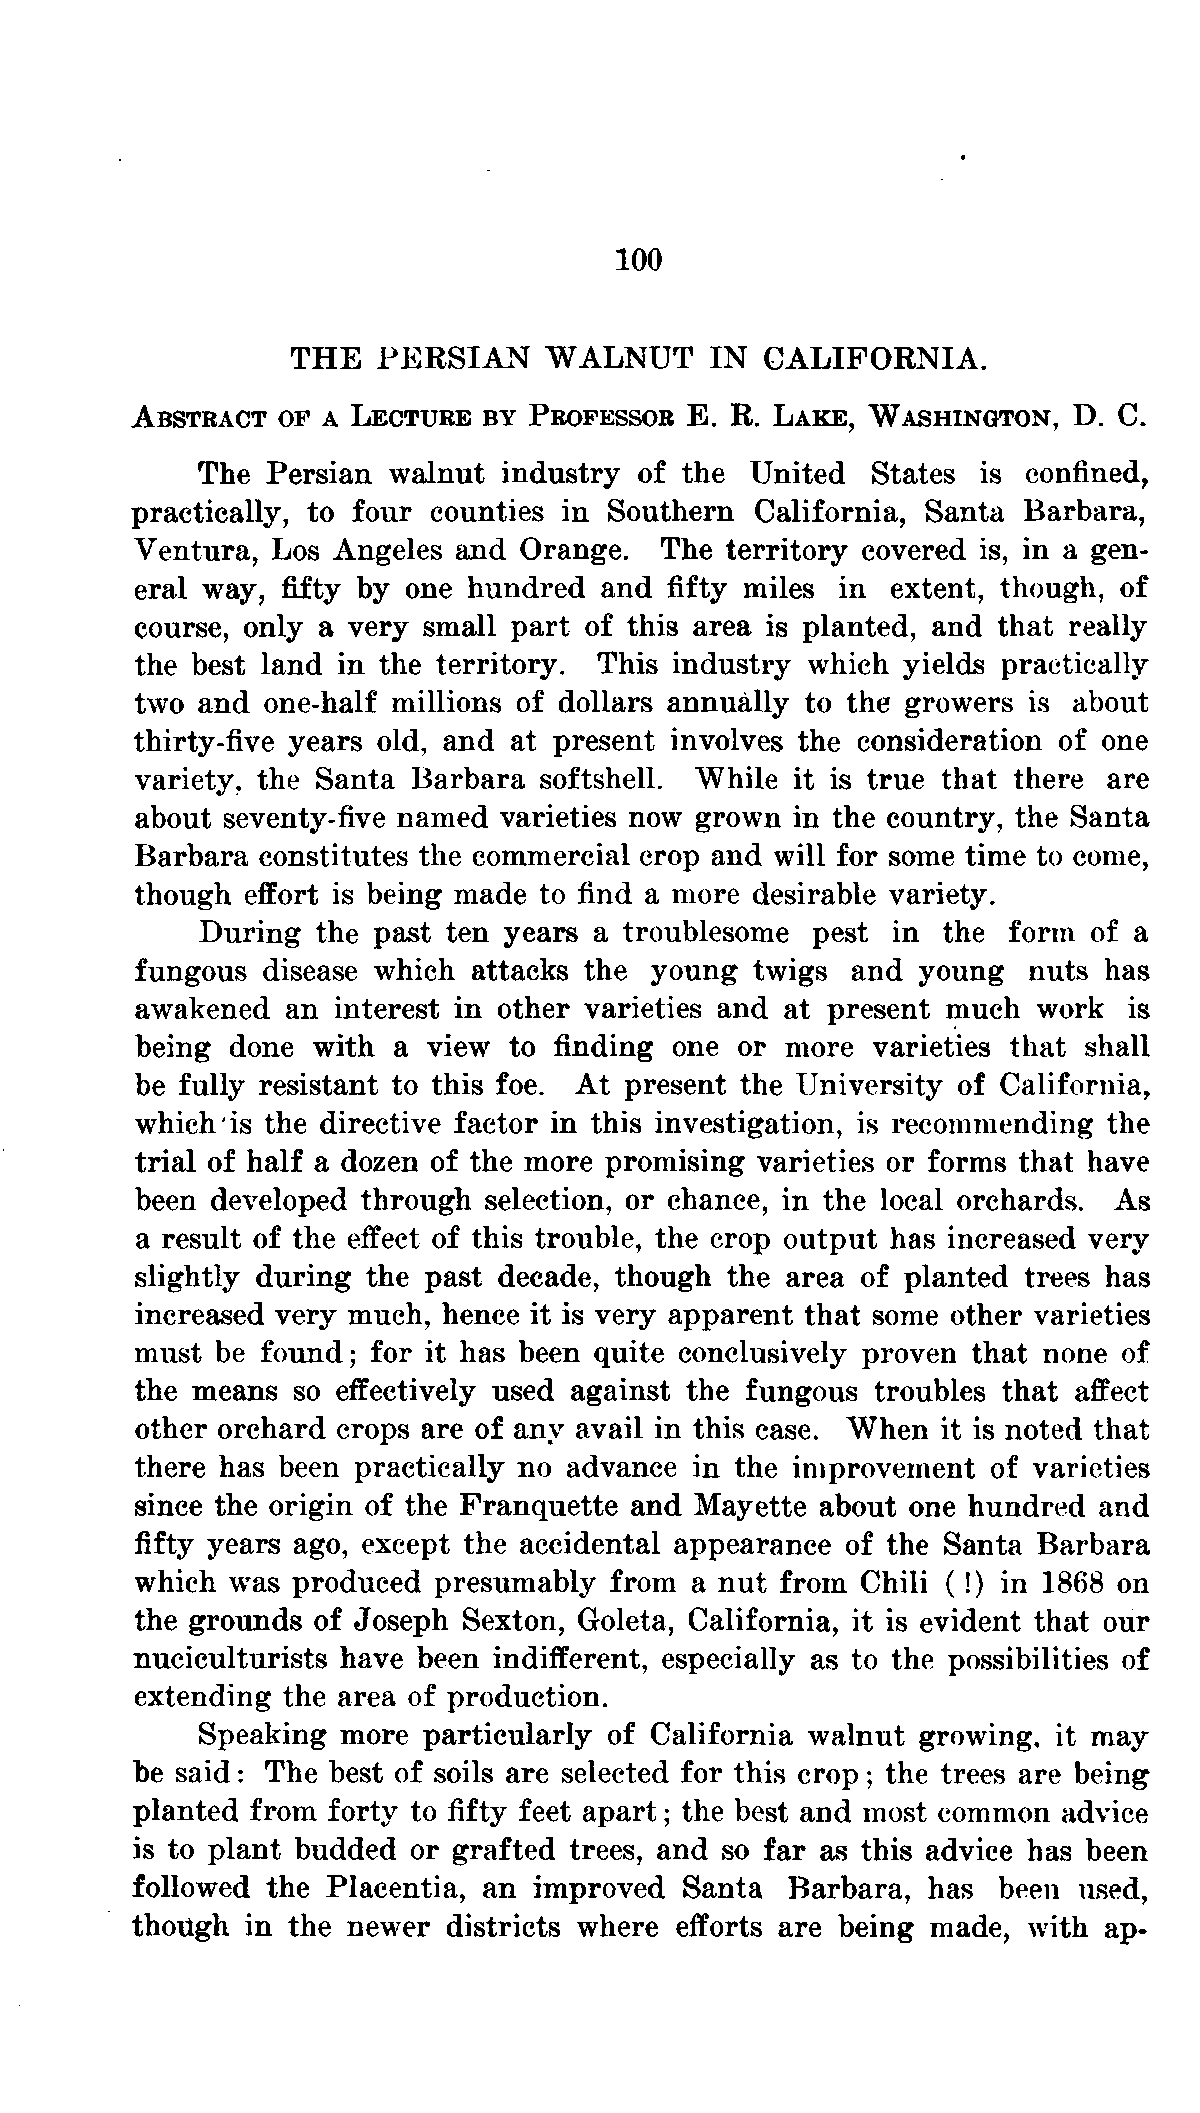 100
THE PERSIAN WALNUT IN CALIFORNIA.
ABSTRACT OF A LECTURE BY PROFESSOR E. R. LAKE, WASHINGTON, D. C.
The Persian walnut industry of the United States is confined,
practically, to four counties in Southern California, Santa Barbara,
Ventura, Los Angeles and Orange. The territory covered is, in a gen-
eral way, fifty by one hundred and fifty miles in extent, though, of
course, only a very small part of this area is planted, and that really
the best land in the territory. This industry which yields practically
two and one-half millions of dollars annually to the growers is about
thirty-five years old, and at present involves the consideration of one
variety, the Santa Barbara softshell. While it is true that there are
about seventy-five named varieties now grown in the country, the Santa
Barbara constitutes the commercial crop and will for some time to come,
though effort is being made to find a more desirable variety.
During the past ten years a troublesome pest in the form of a
fungous disease which attacks the young twigs and young nuts has
awakened an interest in other varieties and at present much work is
being done with a view to finding one or more varieties that shall
be fully resistant to this foe. At present the University of California,
which is the directive factor in this investigation, is recommending the
trial of half a dozen of the more promising varieties or forms that have
been developed through selection, or chance, in the local orchards. As
a result of the effect of this trouble, the crop output has increased very
slightly during the past decade, though the area of planted trees has
increased very much, hence it is very apparent that some other varieties
must be found; for it has been quite conclusively proven that none of
the means so effectively used against the fungous troubles that affect
other orchard crops are of any avail in this case. When it is noted that
there has been practically no advance in the improvement of varieties
since the origin of the Franquette and Mayette about one hundred and
fifty years ago, except the accidental appearance of the Santa Barbara
which was produced presumably from a nut from Chili (!) in 1868 on
the grounds of Joseph Sexton, Goleta, California, it is evident that our
nuciculturists have been indifferent, especially as to the possibilities of
extending the area of production.
Speaking more particularly of California walnut growing, it may
be said: The best of soils are selected for this crop; the trees are being
planted from forty to fifty feet apart; the best and most common advice
is to plant budded or grafted trees, and so far as this advice has been
followed the Placentia, an improved Santa Barbara, has been used,
though in the newer districts where efforts are being made, with ap-